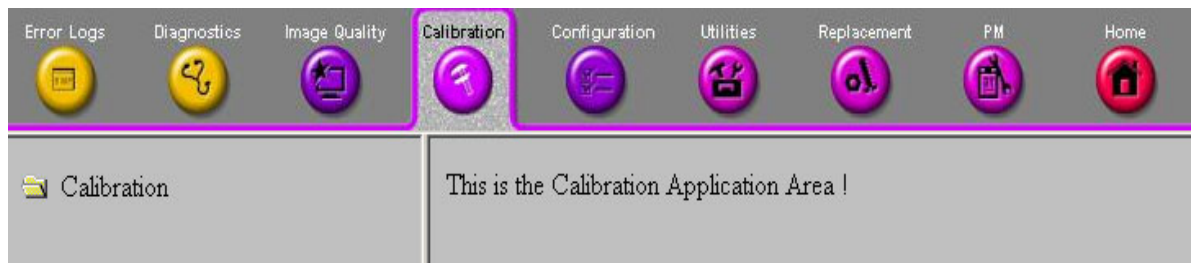 Error Logs Diagnostics Image Quality Calibration Configuration Utilities Replacement PM Home
Calibration
This is the Calibration Application Area !